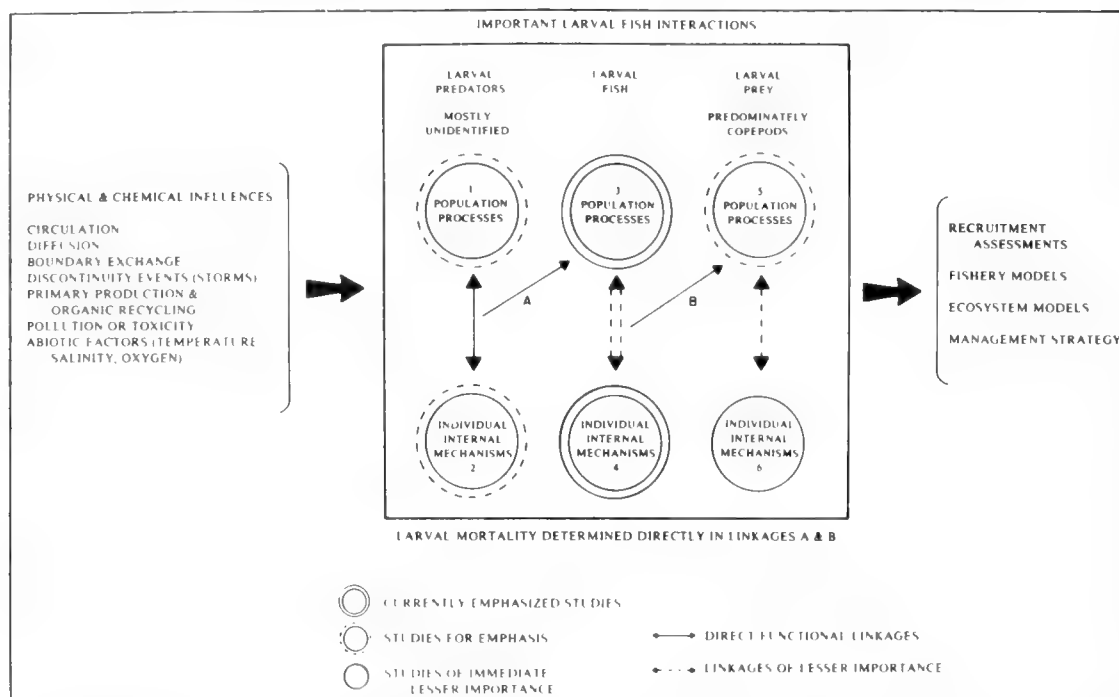 IMPORTANT LARVAL FISH INTERACTIONS
PHYSICAL & CHEMICAL INFLUENCES
CIRCULATION
DIFFUSION
BOUNDARY EXCHANGE
DISCONTINUITY EVENTS (STORMS)
PRIMARY PRODUCTION &
ORGANIC RECYCLING
POLLUTION OR TOXICITY
ABIOTIC FACTORS (TEMPERATURE
SALINITY, OXYGEN)
LARVAL
PREDATORS
MOSTLY
UNIDENTIFIED
1
POPULATION
PROCESSES
LARVAL
FISH
3
POPULATION
PROCESSES
LARVAL
PREY
PREDOMINATELY
COPEPODS
5
POPULATION
PROCESSES
A
B
INDIVIDUAL
INTERNAL
MECHANISMS
2
INDIVIDUAL
INTERNAL
MECHANISMS
4
INDIVIDUAL
INTERNAL
MECHANISMS
6
RECRUITMENT
ASSESSMENTS
FISHERY MODELS
ECOSYSTEM MODELS
MANAGEMENT STRATEGY
LARVAL MORTALITY DETERMINED DIRECTLY IN LINKAGES A & B
CURRENTLY EMPHASIZED STUDIES
STUDIES FOR EMPHASIS
STUDIES OF IMMEDIATE
LESSER IMPORTANCE
DIRECT FUNCTIONAL LINKAGES
LINKAGES OF LESSER IMPORTANCE